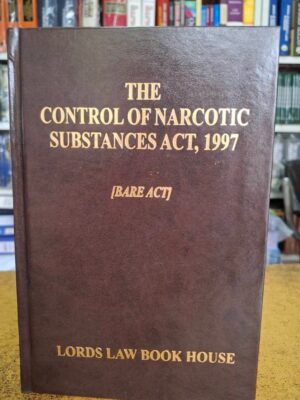 THE
CONTROL OF NARCOTIC
SUBSTANCES ACT, 1997
[BARE ACT]
LORDS LAW BOOK HOUSE